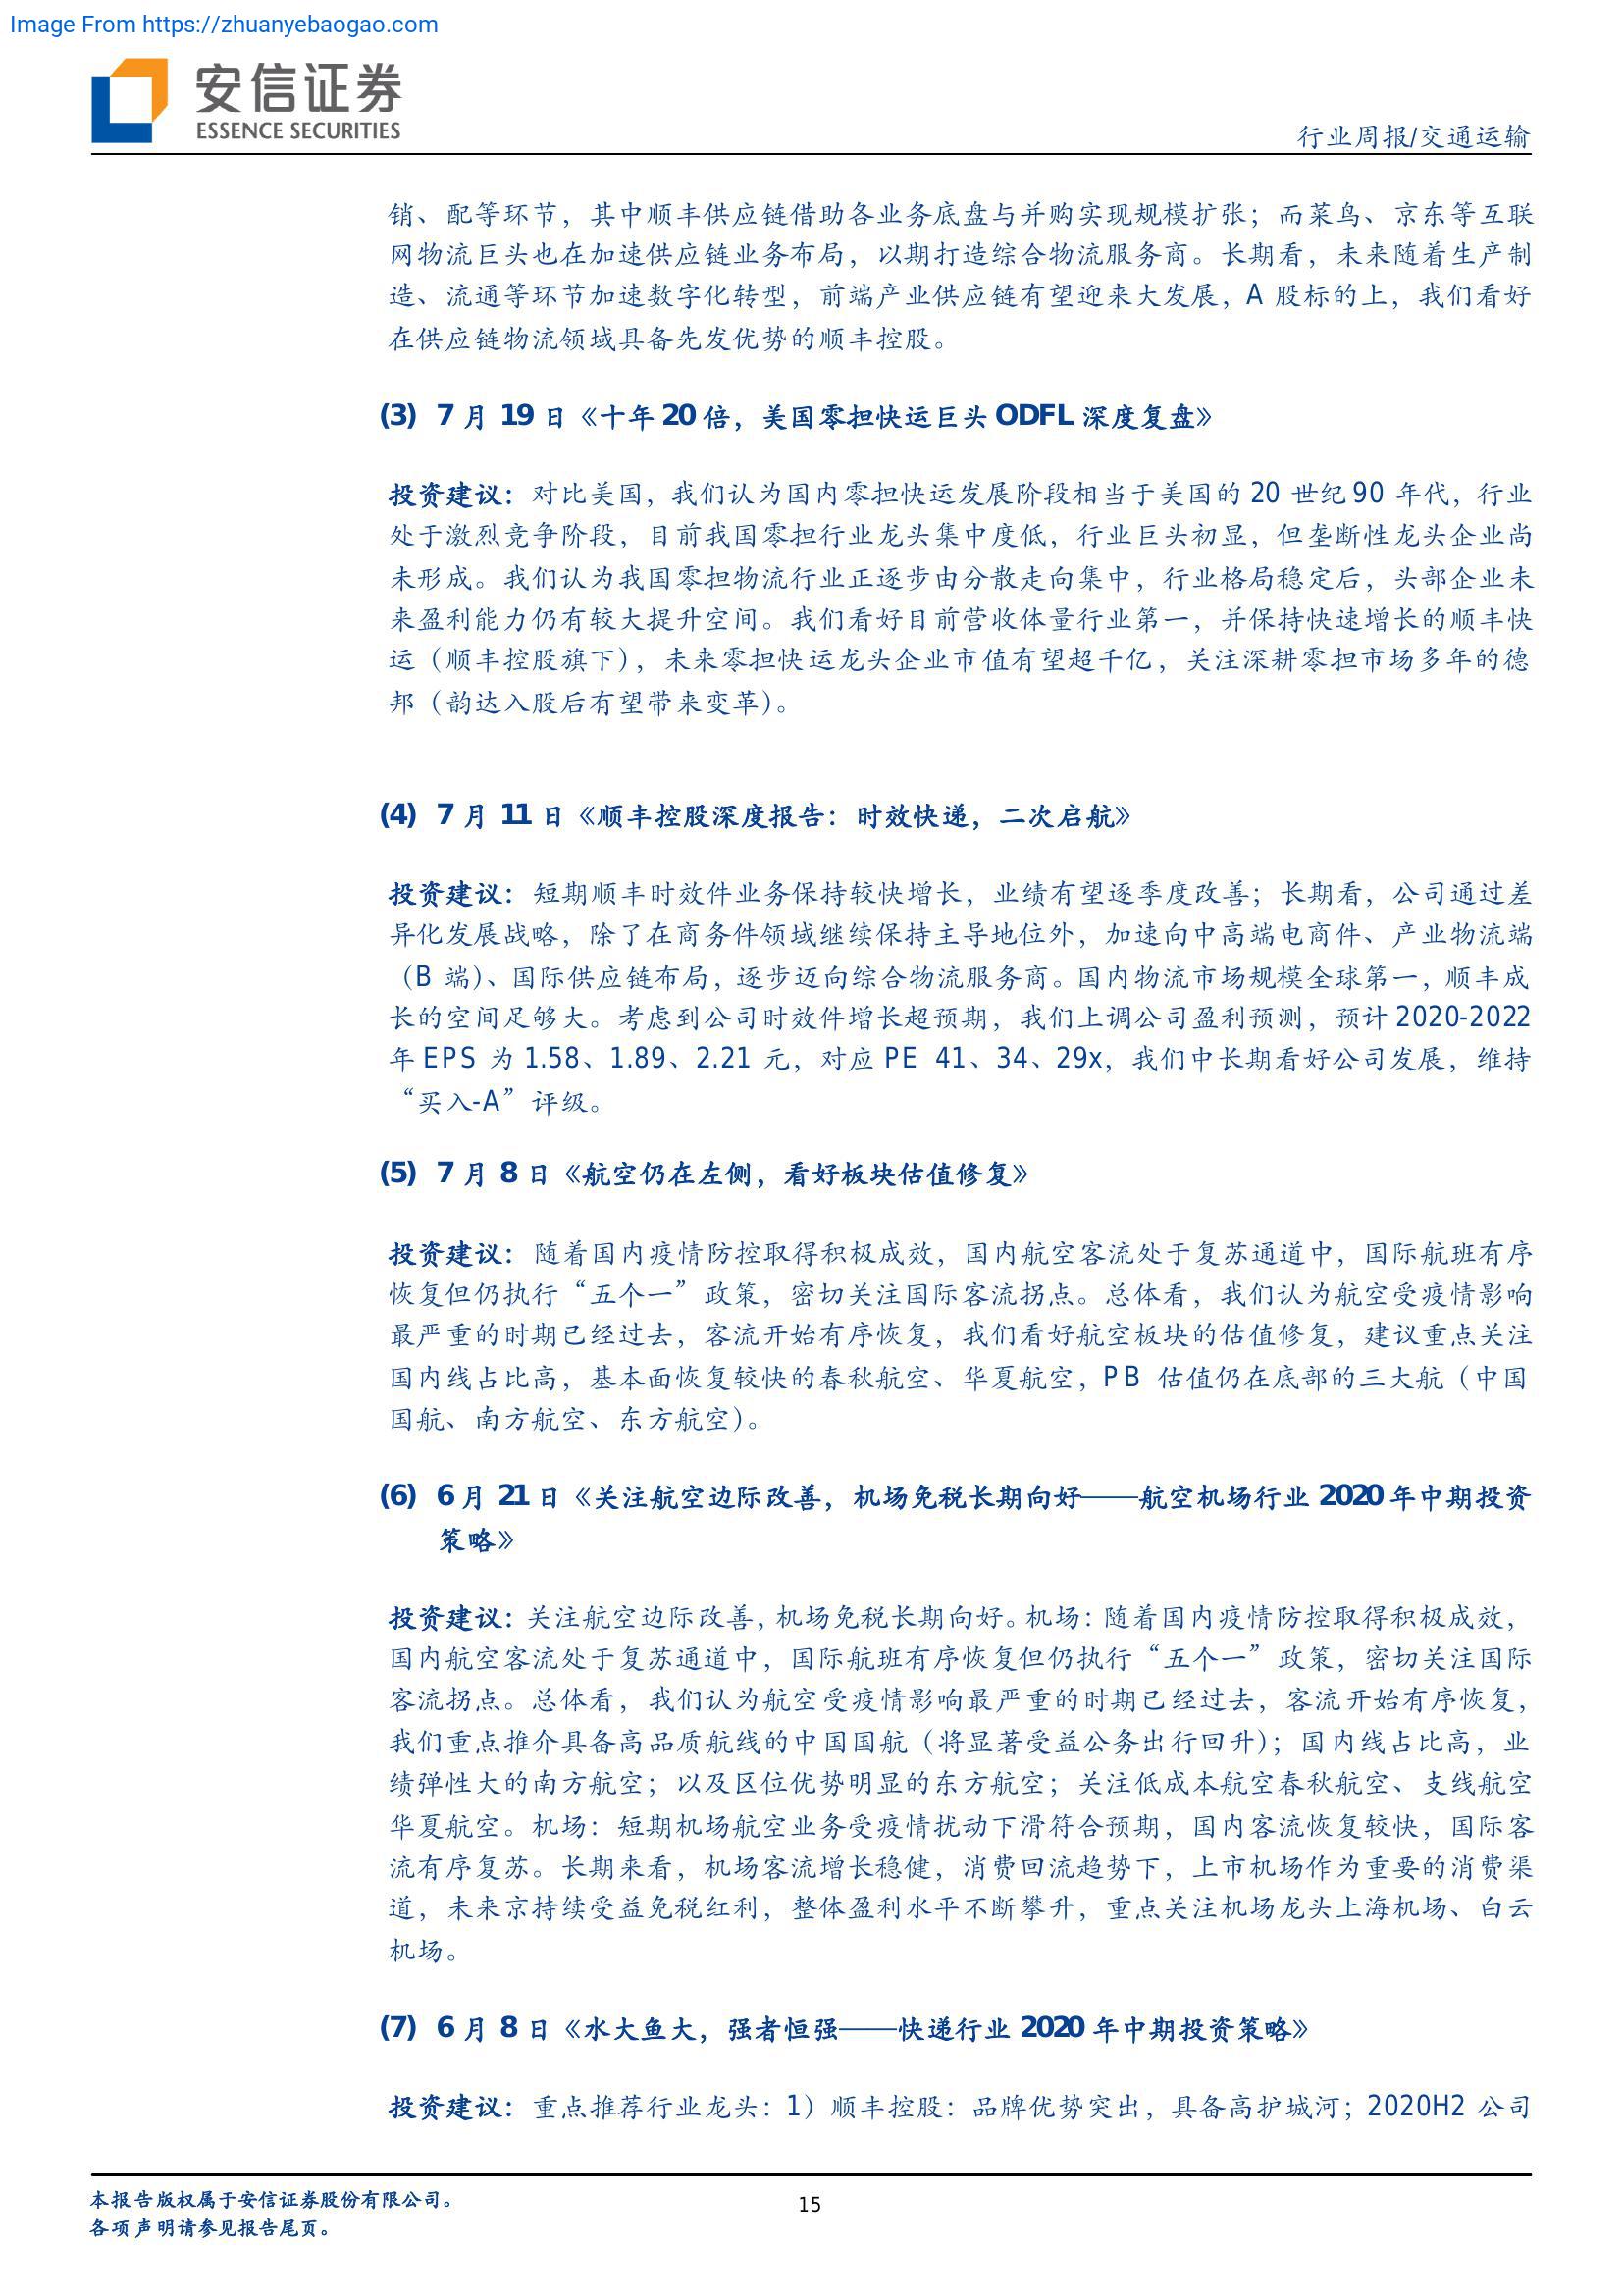 Image From https://zhuanyebaogao.com
安信证券
ESSENCE SECURITIES
行业周报/交通运输
销、配等环节，其中顺丰供应链借助各业务底盘与并购实现规模扩张；而菜鸟、京东等互联
网物流巨头也在加速供应链业务布局，以期打造综合物流服务商。长期看，未来随着生产制
造、流通等环节加速数字化转型，前端产业供应链有望迎来大发展，A 股标的上，我们看好
在供应链物流领域具备先发优势的顺丰控股。
(3) 7 月 19 日《十年 20 倍，美国零担快运巨头 ODFL 深度复盘》
投资建议：对比美国，我们认为国内零担快运发展阶段相当于美国的 20 世纪 90 年代，行业
处于激烈竞争阶段，目前我国零担行业龙头集中度低，行业巨头初显，但垄断性龙头企业尚
未形成。我们认为我国零担物流行业正逐步由分散走向集中，行业格局稳定后，头部企业未
来盈利能力仍有较大提升空间。我们看好目前营收体量行业第一，并保持快速增长的顺丰快
运（顺丰控股旗下），未来零担快运龙头企业市值有望超千亿，关注深耕零担市场多年的德
邦（韵达入股后有望带来变革）。
(4) 7 月 11 日《顺丰控股深度报告：时效快递，二次启航》
投资建议：短期顺丰时效件业务保持较快增长，业绩有望逐季度改善；长期看，公司通过差
异化发展战略，除了在商务件领域继续保持主导地位外，加速向中高端电商件、产业物流端
（B 端）、国际供应链布局，逐步迈向综合物流服务商。国内物流市场规模全球第一，顺丰成
长的空间足够大。考虑到公司时效件增长超预期，我们上调公司盈利预测，预计 2020-2022
年 EPS 为 1.58、1.89、2.21 元，对应 PE 41、34、29x，我们中长期看好公司发展，维持
“买入-A”评级。
(5) 7 月 8 日《航空仍在左侧，看好板块估值修复》
投资建议：随着国内疫情防控取得积极成效，国内航空客流处于复苏通道中，国际航班有序
恢复但仍执行“五个一”政策，密切关注国际客流拐点。总体看，我们认为航空受疫情影响
最严重的时期已经过去，客流开始有序恢复，我们看好航空板块的估值修复，建议重点关注
国内线占比高，基本面恢复较快的春秋航空、华夏航空，PB 估值仍在底部的三大航（中国
国航、南方航空、东方航空）。
(6) 6 月 21 日《关注航空边际改善，机场免税长期向好——航空机场行业 2020 年中期投资
策略》
投资建议：关注航空边际改善，机场免税长期向好。机场：随着国内疫情防控取得积极成效，
国内航空客流处于复苏通道中，国际航班有序恢复但仍执行“五个一”政策，密切关注国际
客流拐点。总体看，我们认为航空受疫情影响最严重的时期已经过去，客流开始有序恢复，
我们重点推介具备高品质航线的中国国航（将显著受益公务出行回升）；国内线占比高，业
绩弹性大的南方航空；以及区位优势明显的东方航空；关注低成本航空春秋航空、支线航空
华夏航空。机场：短期机场航空业务受疫情扰动下滑符合预期，国内客流恢复较快，国际客
流有序复苏。长期来看，机场客流增长稳健，消费回流趋势下，上市机场作为重要的消费渠
道，未来京持续受益免税红利，整体盈利水平不断攀升，重点关注机场龙头上海机场、白云
机场。
(7) 6 月 8 日《水大鱼大，强者恒强——快递行业 2020 年中期投资策略》
投资建议：重点推荐行业龙头：1）顺丰控股：品牌优势突出，具备高护城河；2020H2 公司
本报告版权属于安信证券股份有限公司。
15
各项声明请参见报告尾页。